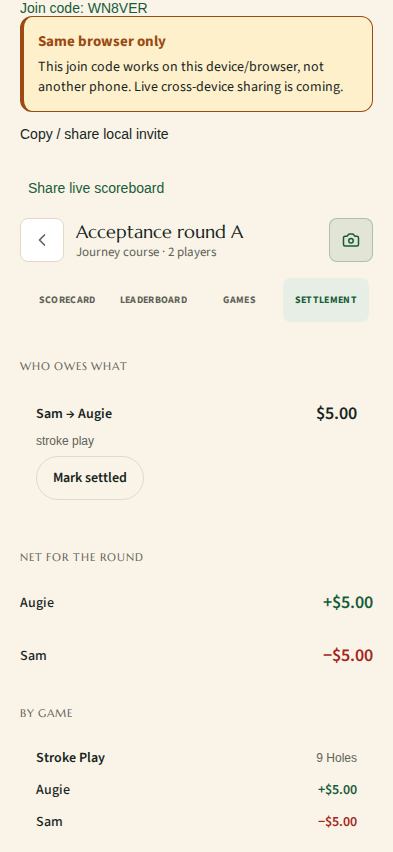 Join code: WN8VER
Same browser only
This join code works on this device/browser, not
another phone. Live cross-device sharing is coming.
Copy / share local invite
Share live scoreboard
Acceptance round A
Journey course · 2 players
SCORECARD LEADERBOARD GAMES SETTLEMENT
WHO OWES WHAT
Sam → Augie $5.00
stroke play
Mark settled
NET FOR THE ROUND
Augie +$5.00
Sam −$5.00
BY GAME
Stroke Play 9 Holes
Augie +$5.00
Sam −$5.00